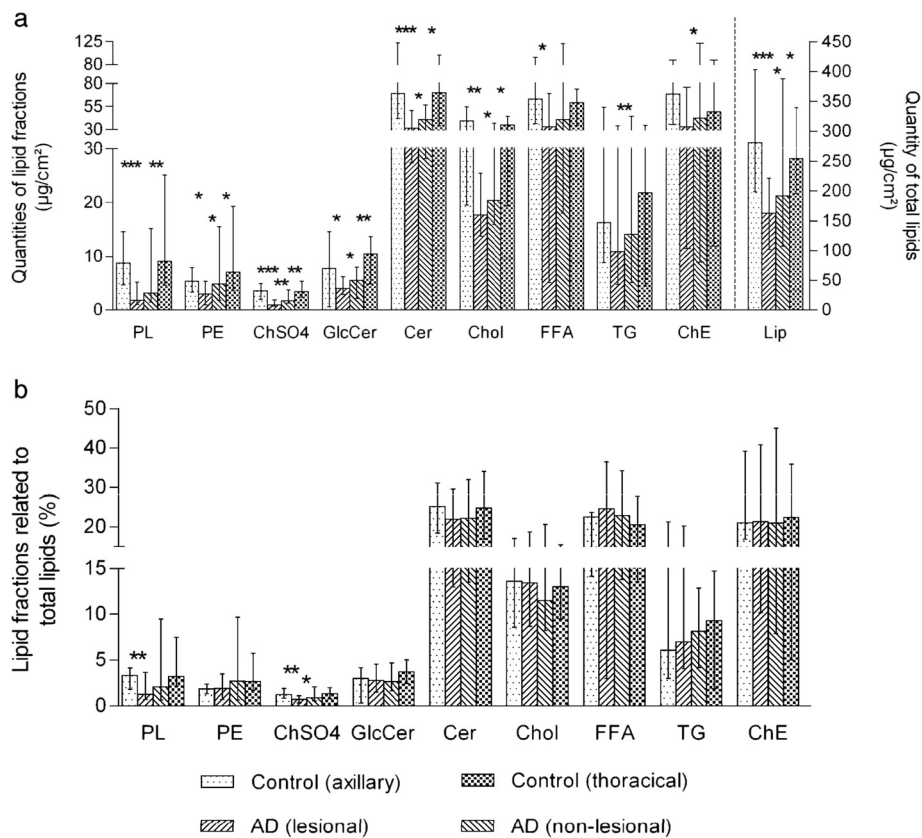 a
Quantities of lipid fractions
(µg/cm²)
125
80
80
55
30
30
20
10
0
*** ** * * * *** ** ** * * ** *** * * ** * * * ** * *** * *
450
400
350
300
250
200
150
100
50
0
Quantity of total lipids
(µg/cm²)
PL PE ChSO4 GlcCer Cer Chol FFA TG ChE Lip
b
Lipid fractions related to
total lipids (%)
50
40
30
20
15
10
5
0
** ** *
PL PE ChSO4 GlcCer Cer Chol FFA TG ChE
Control (axillary) Control (thoracical)
AD (lesional) AD (non-lesional)